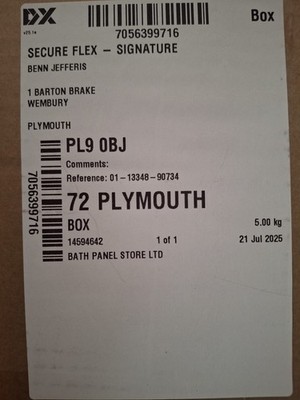 DX
Box
v25.1w
7056399716
SECURE FLEX – SIGNATURE
BENN JEFFERIS
1 BARTON BRAKE
WEMBURY
PLYMOUTH
7056399716
PL9 0BJ
Comments:
Reference: 01-13348-90734
72 PLYMOUTH
BOX
5.00 kg
14594642
1 of 1
21 Jul 2025
BATH PANEL STORE LTD